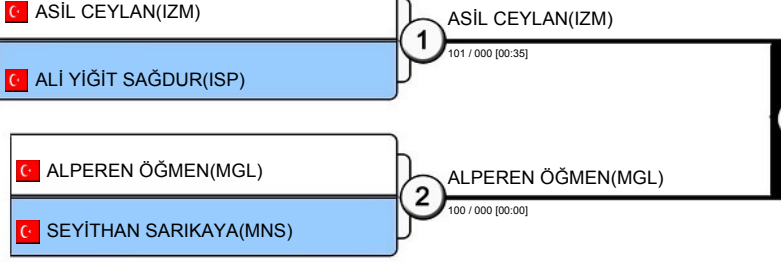 ASİL CEYLAN(IZM)
ALİ YİĞİT SAĞDUR(ISP)
1
ASİL CEYLAN(IZM)
101 / 000 [00:35]
ALPEREN ÖĞMEN(MGL)
SEYİTHAN SARIKAYA(MNS)
2
ALPEREN ÖĞMEN(MGL)
100 / 000 [00:00]